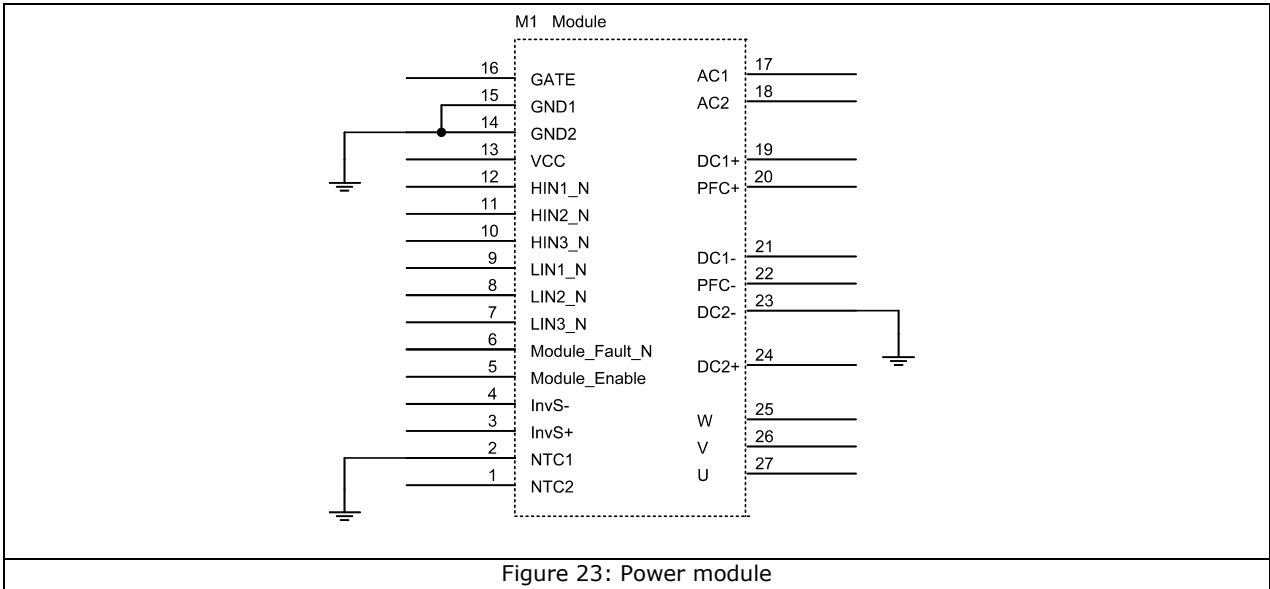 M1 Module
16 GATE AC1 17
15 GND1 AC2 18
14 GND2
13 VCC DC1+ 19
12 HIN1_N PFC+ 20
11 HIN2_N
10 HIN3_N DC1- 21
9 LIN1_N PFC- 22
8 LIN2_N DC2- 23
7 LIN3_N
6 Module_Fault_N DC2+ 24
5 Module_Enable
4 InvS- W 25
3 InvS+ V 26
2 NTC1 U 27
1 NTC2
Figure 23: Power module